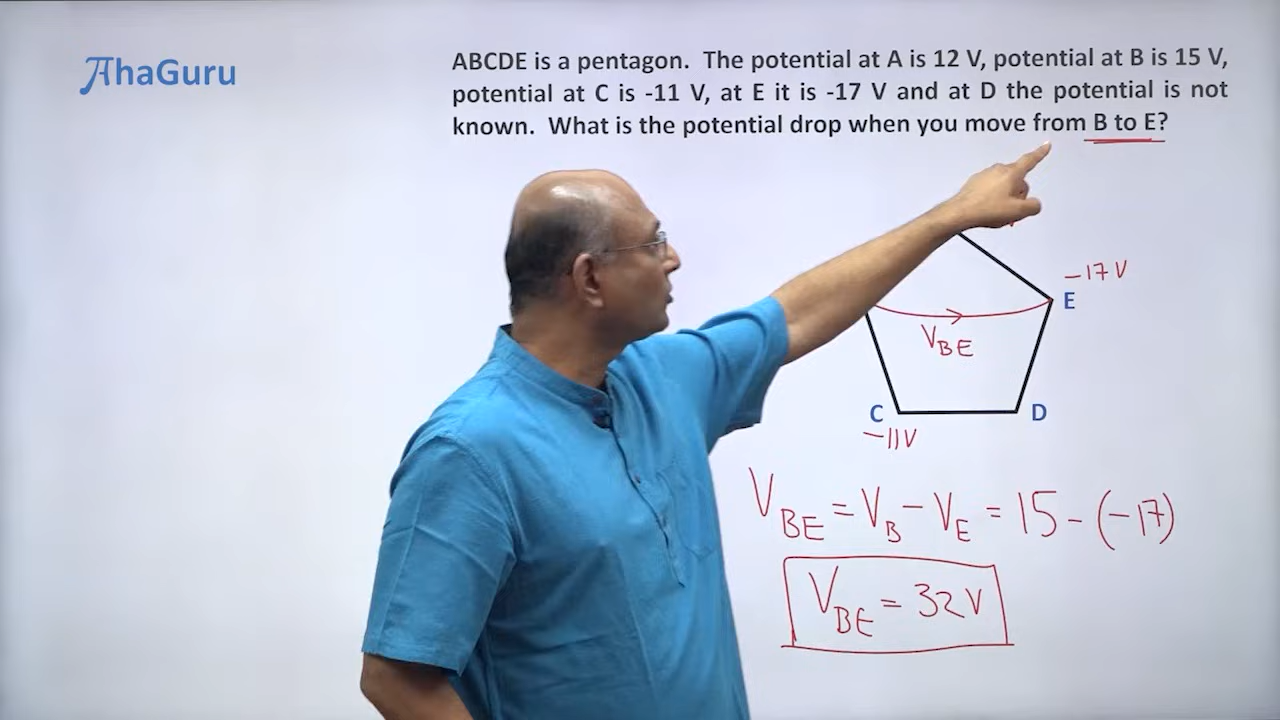 AhaGuru
ABCDE is a pentagon. The potential at A is 12 V, potential at B is 15 V,
potential at C is -11 V, at E it is -17 V and at D the potential is not
known. What is the potential drop when you move from B to E?
-17 V
E
V_BE
C
D
-11V
V_BE = V_B - V_E = 15 - (-17)
V_BE = 32 V